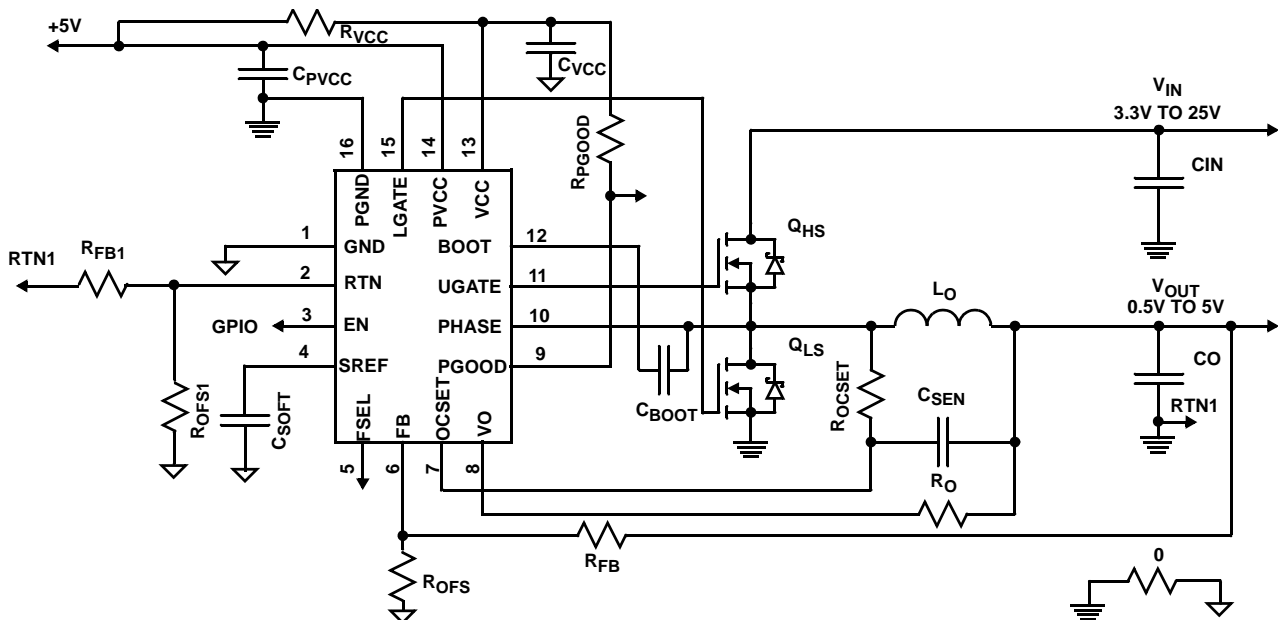 +5V
RVCC
CPVCC
CVCC
VIN
3.3V TO 25V
16
15
14
13
RPGOOD
CIN
PGND
LGATE
PVCC
VCC
1
GND
BOOT
12
QHS
RTN1
RFB1
2
RTN
UGATE
11
LO
VOUT
0.5V TO 5V
GPIO
3
EN
PHASE
10
QLS
4
SREF
PGOOD
9
CO
ROFS1
CSOFT
FSEL
FB
OCSET
VO
CBOOT
ROCSET
CSEN
RTN1
5
6
7
8
RO
RFB
ROFS
0